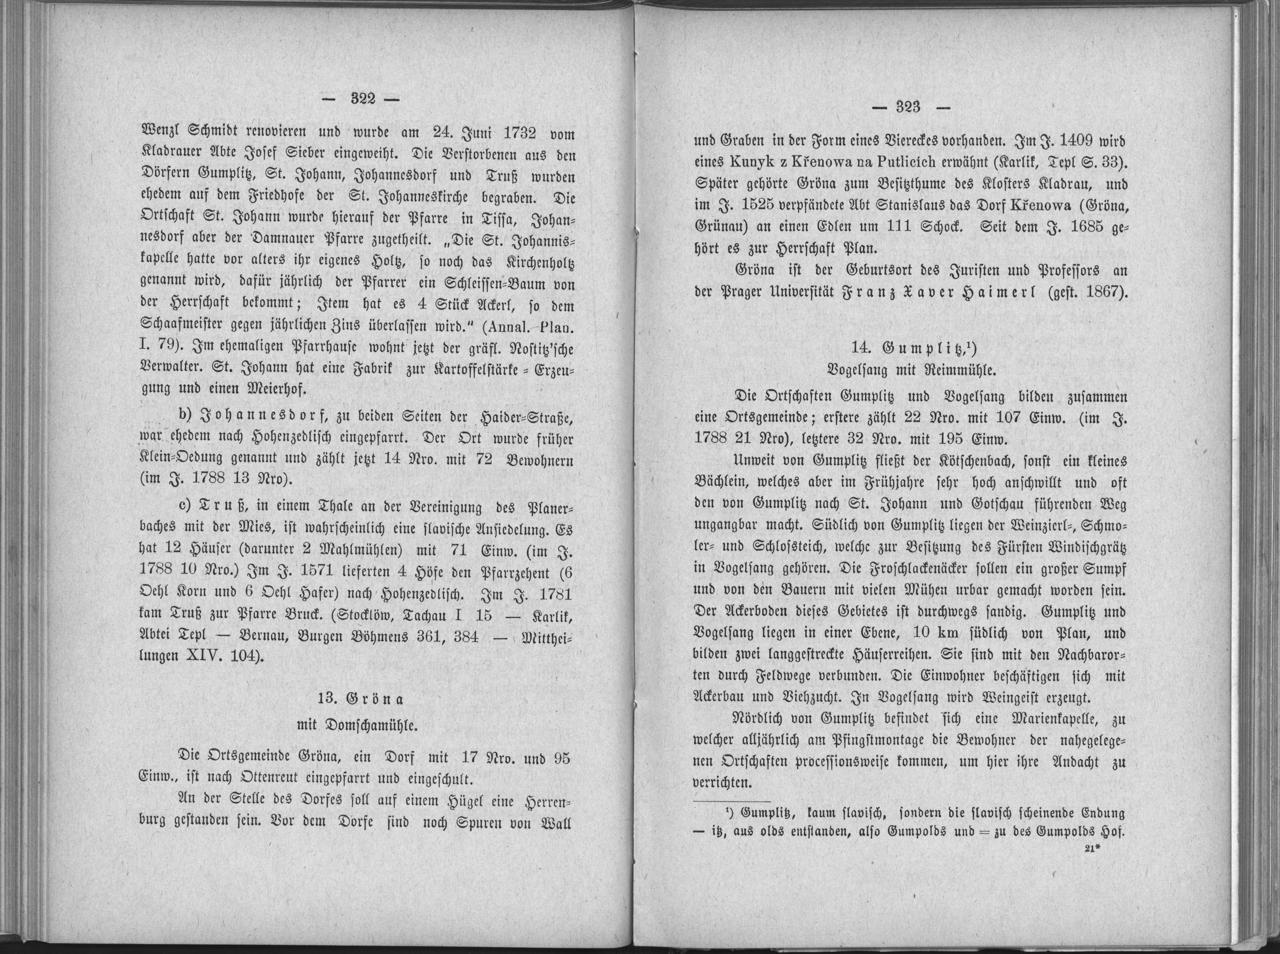 — 322 —
Wenzl Schmidt renovieren und wurde am 24. Juni 1732 vom
Kladrauer Abte Josef Sieber eingeweiht. Die Verstorbenen aus den
Dörfern Gumplitz, St. Johann, Johannesdorf und Truß wurden
ehedem auf dem Friedhofe der St. Johanneskirche begraben. Die
Ortschaft St. Johann wurde hierauf der Pfarre in Tissa, Johan-
nesdorf aber der Damnauer Pfarre zugetheilt. „Die St. Johannis-
kapelle hatte vor alters ihr eigenes Holtz, so noch das Kirchenholtz
genannt wird, dafür jährlich der Pfarrer ein Schleissen-Baum von
der Herrschaft bekommt; Item hat es 4 Stück Ackerl, so dem
Schaafmeister gegen jährlichen Zins überlassen wird.“ (Annal. Plan.
I. 79). Im ehemaligen Pfarrhause wohnt jetzt der gräfl. Nostitz'sche
Verwalter. St. Johann hat eine Fabrik zur Kartoffelstärke-Erzeu-
gung und einen Meierhof.
b) Johannesdorf, zu beiden Seiten der Haider-Straße,
war ehedem nach Hohenzedlisch eingepfarrt. Der Ort wurde früher
Klein-Oedung genannt und zählt jetzt 14 Nro. mit 72 Bewohnern
(im J. 1788 13 Nro).
c) Truß, in einem Thale an der Vereinigung des Planer-
baches mit der Mies, ist wahrscheinlich eine slavische Ansiedelung. Es
hat 12 Häuser (darunter 2 Mahlmühlen) mit 71 Einw. (im J.
1788 10 Nro.) Im J. 1571 lieferten 4 Höfe den Pfarrzehent (6
Oehl Korn und 6 Oehl Hafer) nach Hohenzedlisch. Im J. 1781
kam Truß zur Pfarre Bruck. (Stocklöw, Tachau I 15 — Karlik,
Abtei Tepl — Bernau, Burgen Böhmens 361, 384 — Mitthei-
lungen XIV. 104).
13. Gröna
mit Domschamühle.
Die Ortsgemeinde Gröna, ein Dorf mit 17 Nro. und 95
Einw., ist nach Ottenreut eingepfarrt und eingeschult.
An der Stelle des Dorfes soll auf einem Hügel eine Herren-
burg gestanden sein. Vor dem Dorfe sind noch Spuren von Wall
— 323 —
und Graben in der Form eines Viereckes vorhanden. Im J. 1409 wird
eines Kunyk z Křenowa na Putlicích erwähnt (Karlik, Tepl S. 33).
Später gehörte Gröna zum Besitzthume des Klosters Kladrau, und
im J. 1525 verpfändete Abt Stanislaus das Dorf Křenowa (Gröna,
Grünau) an einen Edlen um 111 Schock. Seit dem J. 1685 ge-
hört es zur Herrschaft Plan.
Gröna ist der Geburtsort des Juristen und Professors an
der Prager Universität Franz Xaver Haimerl (gest. 1867).
14. Gumplitz,¹)
Vogelsang mit Reimmühle.
Die Ortschaften Gumplitz und Vogelsang bilden zusammen
eine Ortsgemeinde; erstere zählt 22 Nro. mit 107 Einw. (im J.
1788 21 Nro), letztere 32 Nro. mit 195 Einw.
Unweit von Gumplitz fließt der Kötschenbach, sonst ein kleines
Bächlein, welches aber im Frühjahre sehr hoch anschwillt und oft
den von Gumplitz nach St. Johann und Gotschau führenden Weg
ungangbar macht. Südlich von Gumplitz liegen der Weinzierl-, Schmo-
ler- und Schlossteich, welche zur Besitzung des Fürsten Windischgrätz
in Vogelsang gehören. Die Froschlackenäcker sollen ein großer Sumpf
und von den Bauern mit vielen Mühen urbar gemacht worden sein.
Der Ackerboden dieses Gebietes ist durchwegs sandig. Gumplitz und
Vogelsang liegen in einer Ebene, 10 km südlich von Plan, und
bilden zwei langgestreckte Häuserreihen. Sie sind mit den Nachbaror-
ten durch Feldwege verbunden. Die Einwohner beschäftigen sich mit
Ackerbau und Viehzucht. In Vogelsang wird Weingeist erzeugt.
Nördlich von Gumplitz befindet sich eine Marienkapelle, zu
welcher alljährlich am Pfingstmontage die Bewohner der nahegelege-
nen Ortschaften processionsweise kommen, um hier ihre Andacht zu
verrichten.
¹) Gumplitz, kaum slavisch, sondern die slavisch scheinende Endung
— itz, aus olds entstanden, also Gumpolds und = zu des Gumpolds Hof.
21*